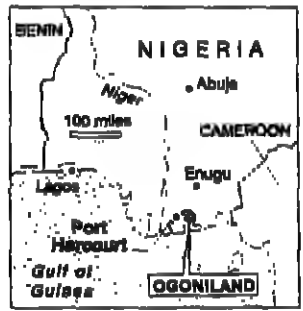 BENIN
NIGERIA
Niger
Abuja
100 miles
CAMEROON
Enugu
Lagos
Port
Harcourt
Gulf of
Guinea
OGONILAND